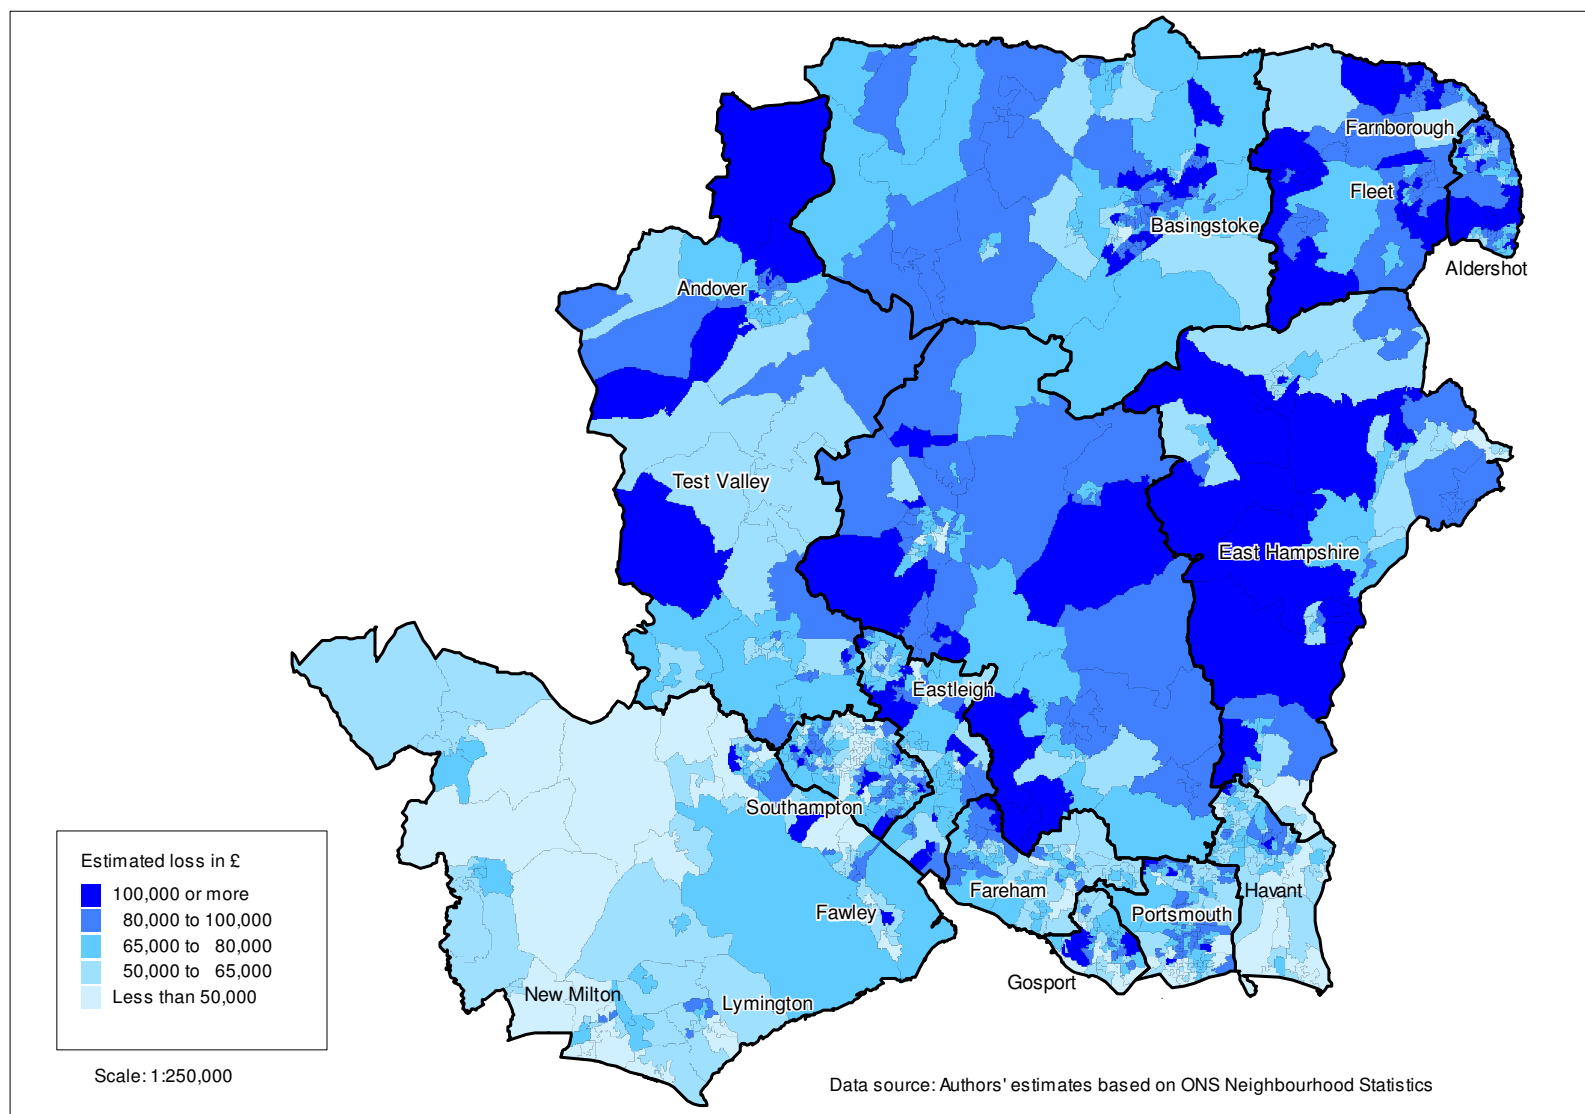 Farnborough
Fleet
Basingstoke
Aldershot
Andover
Test Valley
East Hampshire
Eastleigh
Southampton
Fareham
Havant
Portsmouth
Fawley
Gosport
New Milton
Lymington
Estimated loss in £
100,000 or more
80,000 to 100,000
65,000 to 80,000
50,000 to 65,000
Less than 50,000
Scale: 1:250,000
Data source: Authors' estimates based on ONS Neighbourhood Statistics